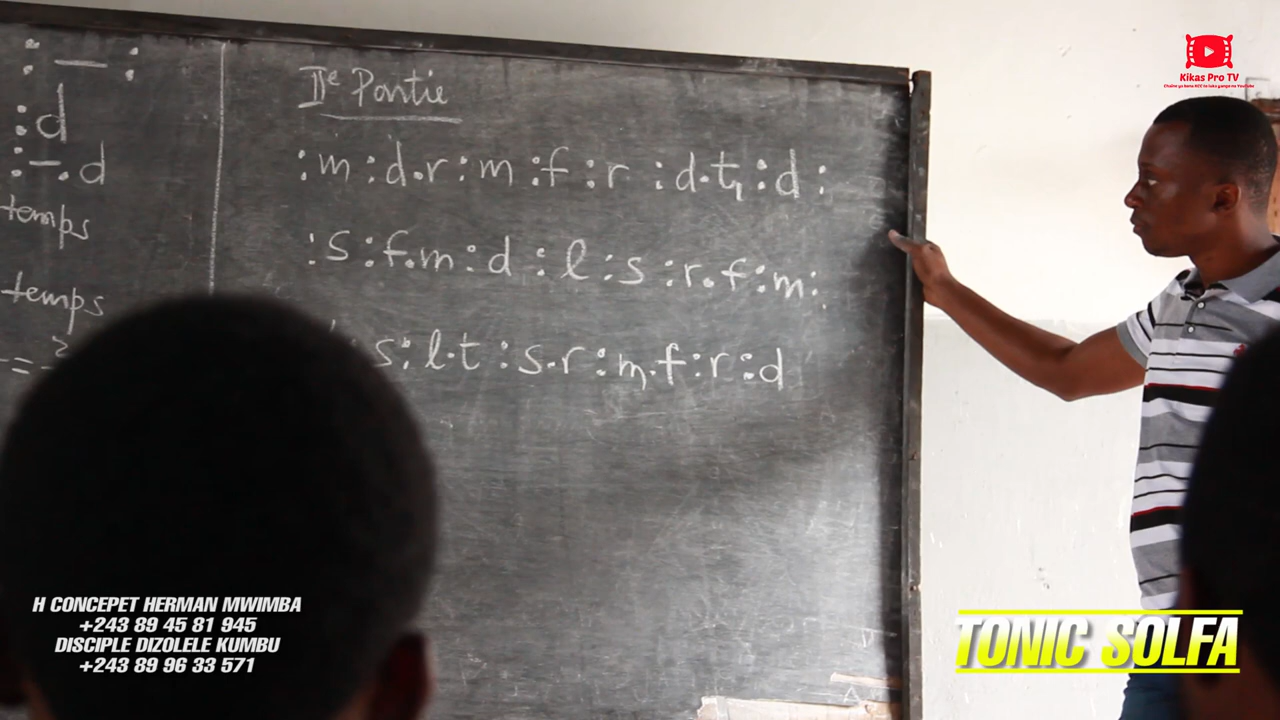 : — :
: d
: — . d
temps
temps
=
IIe Partie
: m : d . r : m : f : r : d . t, : d :
: s : f . m : d : l : s : r . f : m :
s : l . t : s . r : m . f : r : d
Kikas Pro TV
H CONCEPET HERMAN MWIMBA
+243 89 45 81 945
DISCIPLE DIZOLELE KUMBU
+243 89 96 33 571
TONIC SOLFA